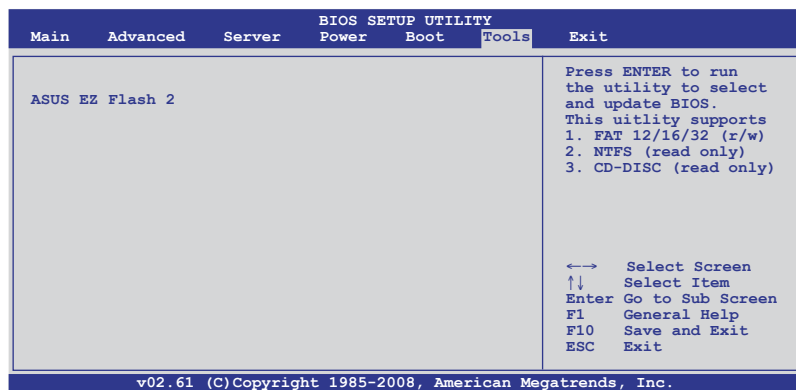 BIOS SETUP UTILITY
Main Advanced Server Power Boot Tools Exit
ASUS EZ Flash 2
Press ENTER to run
the utility to select
and update BIOS.
This uitlity supports
1. FAT 12/16/32 (r/w)
2. NTFS (read only)
3. CD-DISC (read only)
←→ Select Screen
↑↓ Select Item
Enter Go to Sub Screen
F1 General Help
F10 Save and Exit
ESC Exit
v02.61 (C)Copyright 1985-2008, American Megatrends, Inc.